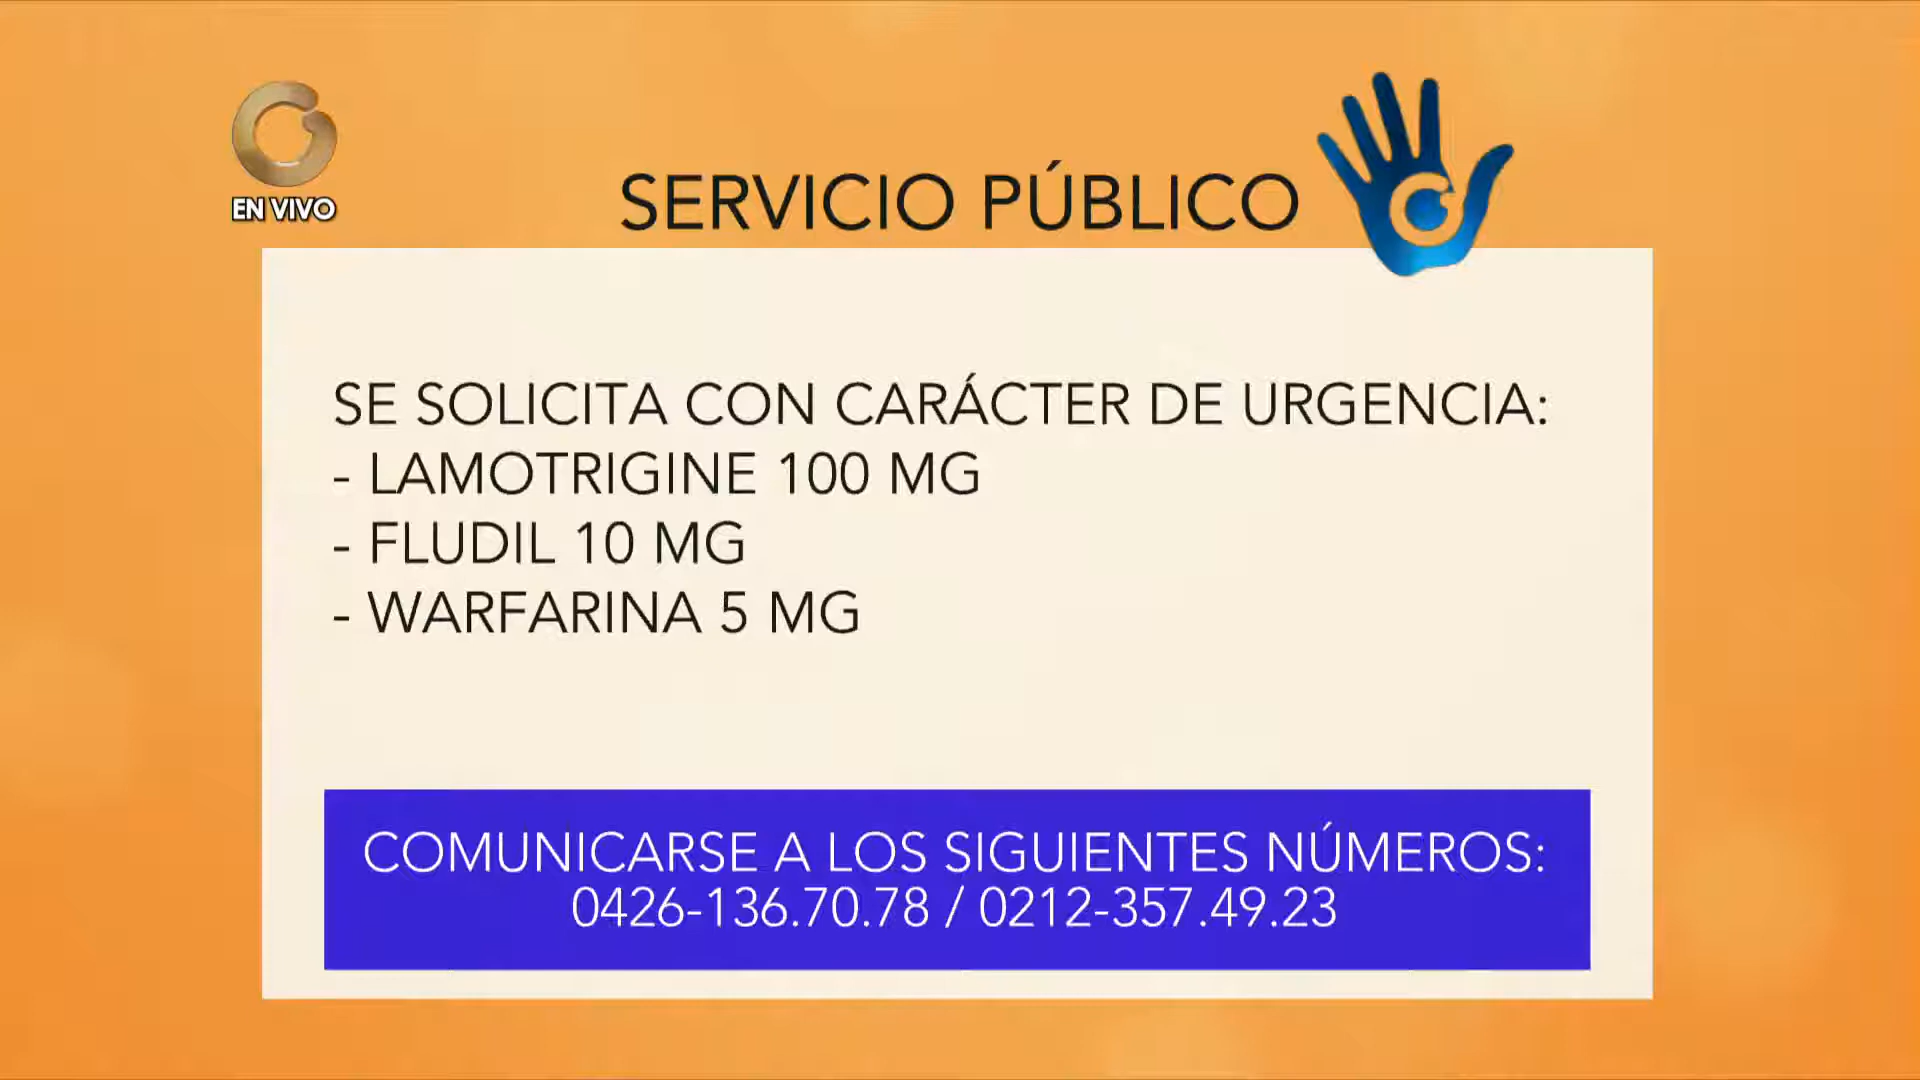 EN VIVO
SERVICIO PÚBLICO
SE SOLICITA CON CARÁCTER DE URGENCIA:
- LAMOTRIGINE 100 MG
- FLUDIL 10 MG
- WARFARINA 5 MG
COMUNICARSE A LOS SIGUIENTES NÚMEROS:
0426-136.70.78 / 0212-357.49.23